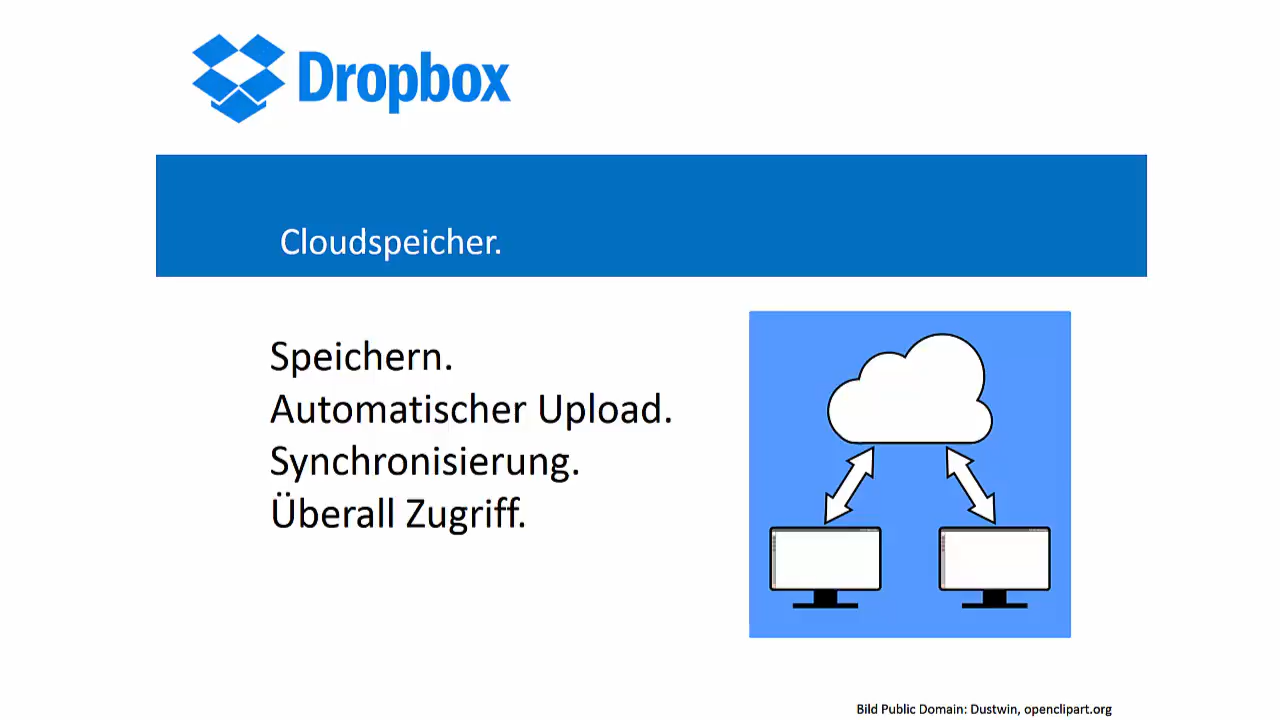 Dropbox
Cloudspeicher.
Speichern.
Automatischer Upload.
Synchronisierung.
Überall Zugriff.
Bild Public Domain: Dustwin, openclipart.org